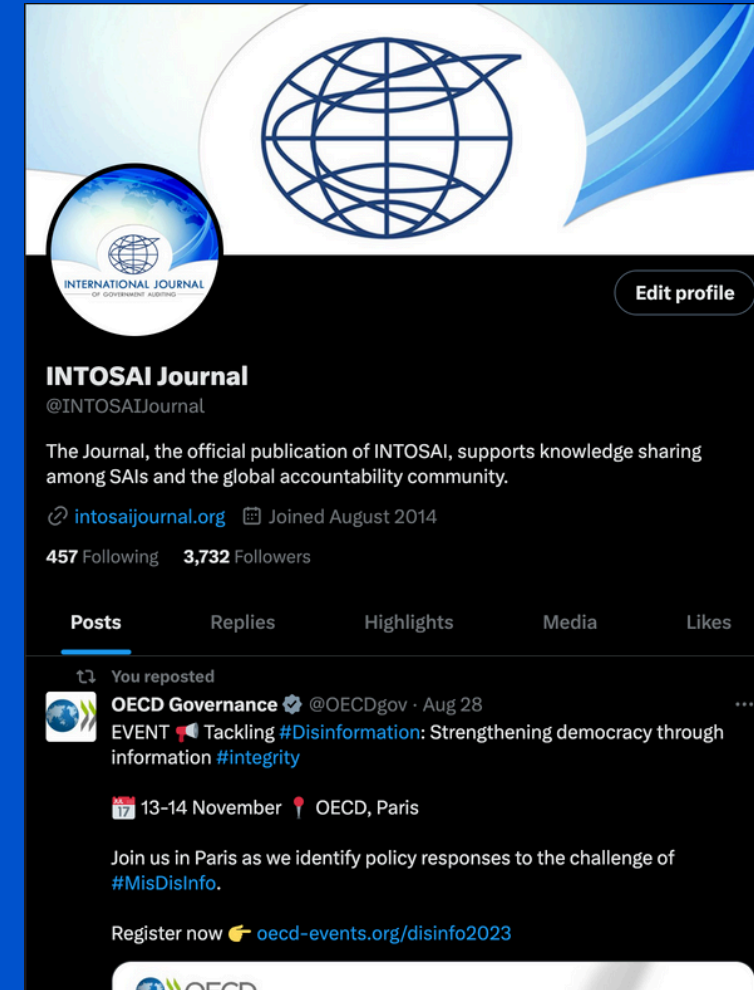 INTERNATIONAL JOURNAL
OF GOVERNMENT AUDITING
Edit profile
INTOSAI Journal
@INTOSAIJournal
The Journal, the official publication of INTOSAI, supports knowledge sharing
among SAIs and the global accountability community.
intosaijournal.org Joined August 2014
457 Following 3,732 Followers
Posts Replies Highlights Media Likes
You reposted
OECD Governance @OECDgov · Aug 28
EVENT Tackling #Disinformation: Strengthening democracy through
information #integrity
13-14 November OECD, Paris
Join us in Paris as we identify policy responses to the challenge of
#MisDisInfo.
Register now 👉 oecd-events.org/disinfo2023
OECD